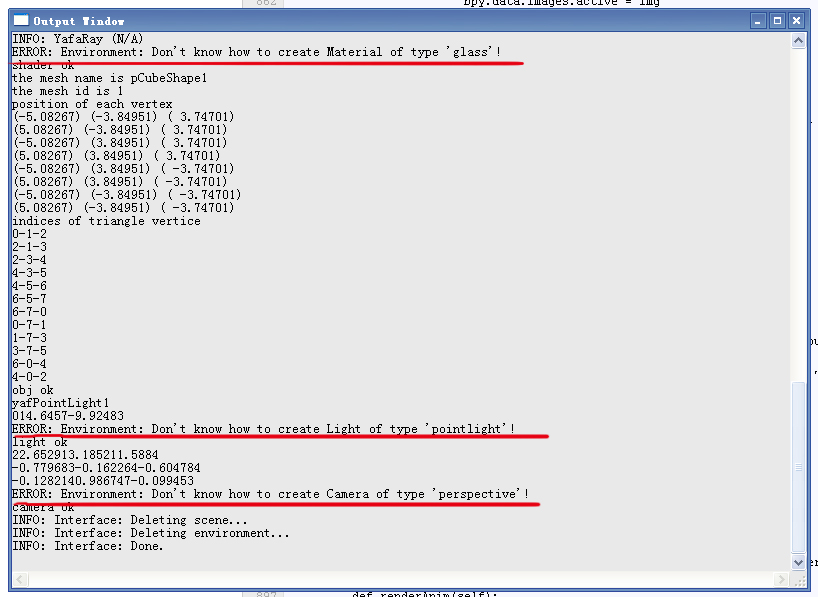 862
bpy.data.images.active = img
Output Window
INFO: YafaRay (N/A)
ERROR: Environment: Don't know how to create Material of type 'glass'!
shader ok
the mesh name is pCubeShape1
the mesh id is 1
position of each vertex
(-5.08267) (-3.84951) ( 3.74701)
(5.08267) (-3.84951) ( 3.74701)
(-5.08267) (3.84951) ( 3.74701)
(5.08267) (3.84951) ( 3.74701)
(-5.08267) (3.84951) ( -3.74701)
(5.08267) (3.84951) ( -3.74701)
(-5.08267) (-3.84951) ( -3.74701)
(5.08267) (-3.84951) ( -3.74701)
indices of triangle vertice
0-1-2
2-1-3
2-3-4
4-3-5
4-5-6
6-5-7
6-7-0
0-7-1
1-7-3
3-7-5
6-0-4
4-0-2
obj ok
yafPointLight1
014.6457-9.92483
ERROR: Environment: Don't know how to create Light of type 'pointlight'!
light ok
22.652913.185211.5884
-0.779683-0.162264-0.604784
-0.1282140.986747-0.099453
ERROR: Environment: Don't know how to create Camera of type 'perspective'!
camera ok
INFO: Interface: Deleting scene...
INFO: Interface: Deleting environment...
INFO: Interface: Done.
897
def renderAnim(self):